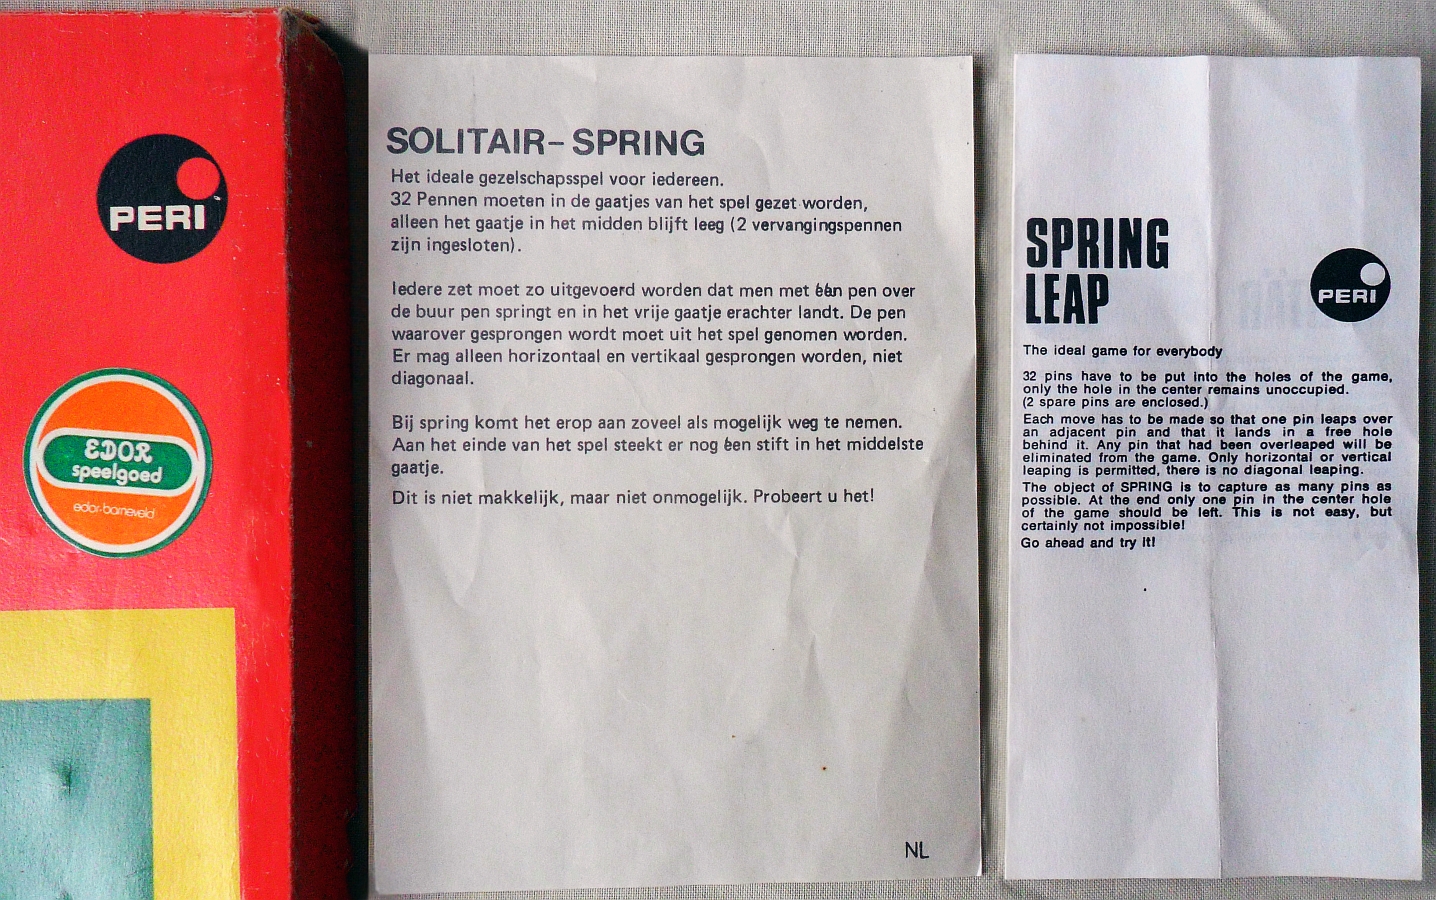 PERI
EDOR
speelgoed
edor-barneveld
SOLITAIR-SPRING
Het ideale gezelschapsspel voor iedereen.
32 Pennen moeten in de gaatjes van het spel gezet worden,
alleen het gaatje in het midden blijft leeg (2 vervangingspennen
zijn ingesloten).
Iedere zet moet zo uitgevoerd worden dat men met één pen over
de buur pen springt en in het vrije gaatje erachter landt. De pen
waarover gesprongen wordt moet uit het spel genomen worden.
Er mag alleen horizontaal en vertikaal gesprongen worden, niet
diagonaal.
Bij spring komt het erop aan zoveel als mogelijk weg te nemen.
Aan het einde van het spel steekt er nog éen stift in het middelste
gaatje.
Dit is niet makkelijk, maar niet onmogelijk. Probeert u het!
NL
SPRING
LEAP
PERI
The ideal game for everybody
32 pins have to be put into the holes of the game,
only the hole in the center remains unoccupied.
(2 spare pins are enclosed.)
Each move has to be made so that one pin leaps over
an adjacent pin and that it lands in a free hole
behind it. Any pin that had been overleaped will be
eliminated from the game. Only horizontal or vertical
leaping is permitted, there is no diagonal leaping.
The object of SPRING is to capture as many pins as
possible. At the end only one pin in the center hole
of the game should be left. This is not easy, but
certainly not impossible!
Go ahead and try it!